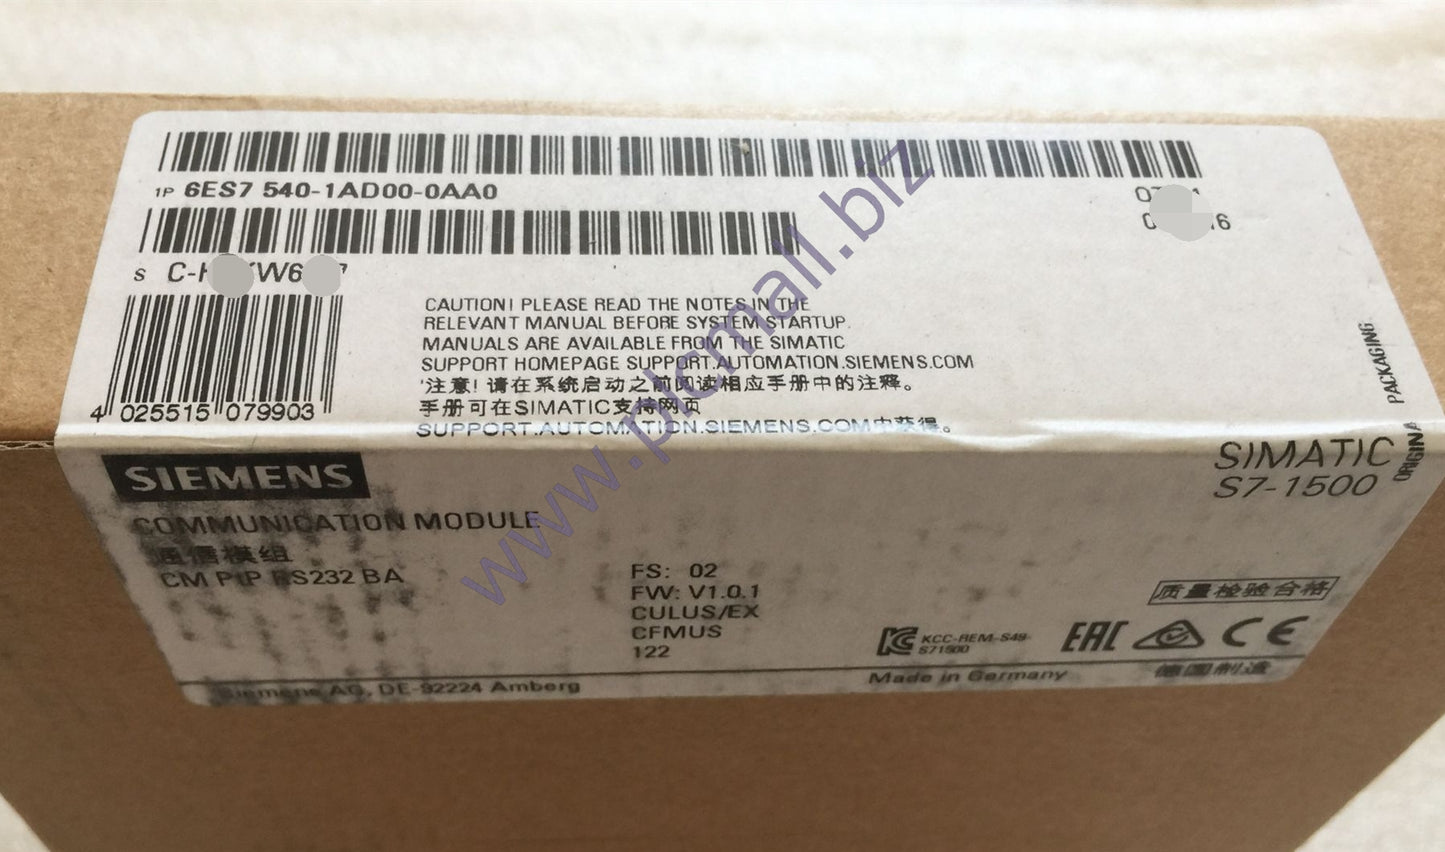 1P 6ES7 540-1AD00-0AA0
S C-
4 025515 079903
CAUTION! PLEASE READ THE NOTES IN THE
RELEVANT MANUAL BEFORE SYSTEM STARTUP.
MANUALS ARE AVAILABLE FROM THE SIMATIC
SUPPORT HOMEPAGE SUPPORT.AUTOMATION.SIEMENS.COM
'注意! 请在系统启动之前阅读相应手册中的注释。
手册可在SIMATIC支持网页
SUPPORT.AUTOMATION.SIEMENS.COM中获得。
ORIGINAL PACKAGING
SIEMENS
SIMATIC
S7-1500
COMMUNICATION MODULE
通信模组
CM PtP RS232 BA
FS: 02
FW: V1.0.1
CULUS/EX
CFMUS
122
质量检验合格
KCC-REM-S49-
S71500
EAC
CE
Siemens AG, DE-92224 Amberg
Made in Germany
德国制造
www.plcmall.biz